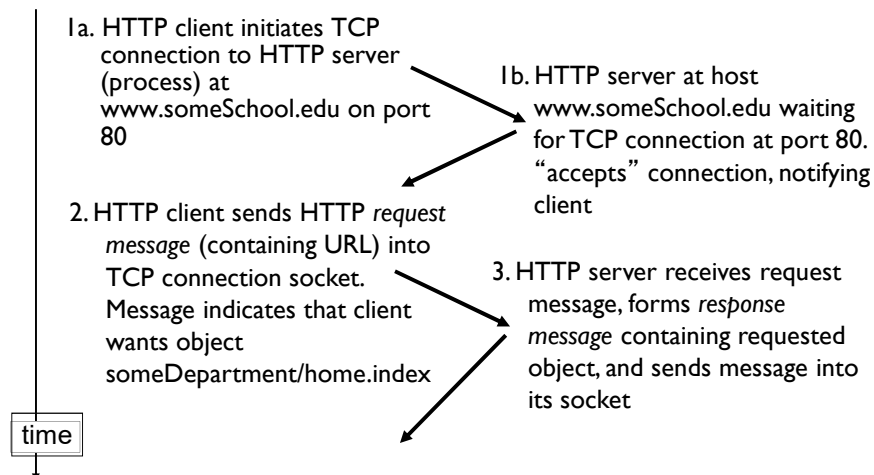 1a. HTTP client initiates TCP
connection to HTTP server
(process) at
www.someSchool.edu on port
80
1b. HTTP server at host
www.someSchool.edu waiting
for TCP connection at port 80.
“accepts” connection, notifying
client
2. HTTP client sends HTTP request
message (containing URL) into
TCP connection socket.
Message indicates that client
wants object
someDepartment/home.index
3. HTTP server receives request
message, forms response
message containing requested
object, and sends message into
its socket
time